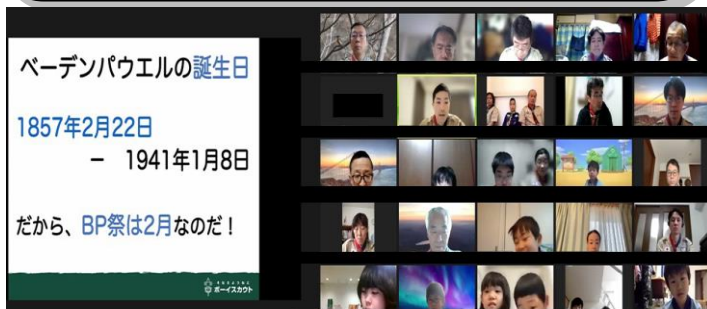 ベーデンパウエルの誕生日
1857年2月22日
- 1941年1月8日
だから、BP祭は2月なのだ！
ボーイスカウト